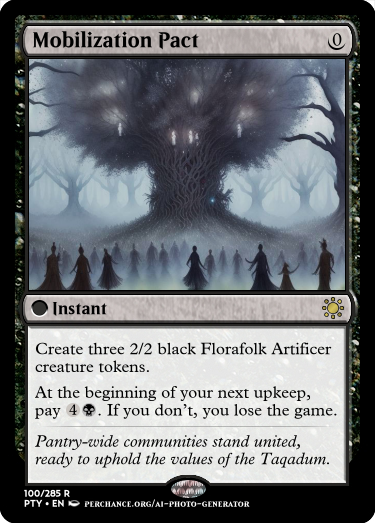 Mobilization Pact 0
Instant
Create three 2/2 black Florafolk Artificer
creature tokens.
At the beginning of your next upkeep,
pay 4. If you don't, you lose the game.
Pantry-wide communities stand united,
ready to uphold the values of the Taqadum.
100/285 R
PTY • EN PERCHANCE.ORG/AI-PHOTO-GENERATOR